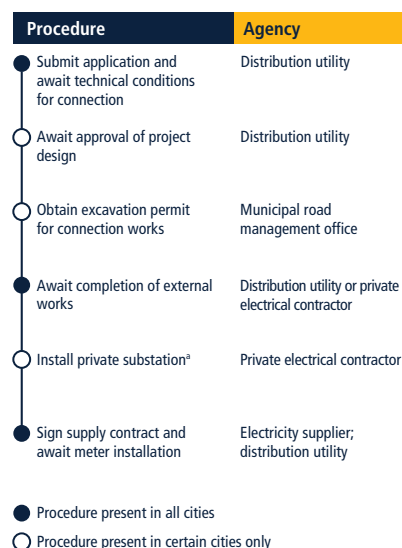 Procedure Agency
Submit application and Distribution utility
await technical conditions
for connection
Await approval of project Distribution utility
design
Obtain excavation permit Municipal road
for connection works management office
Await completion of external Distribution utility or private
works electrical contractor
Install private substationᵃ Private electrical contractor
Sign supply contract and Electricity supplier;
await meter installation distribution utility
Procedure present in all cities
Procedure present in certain cities only